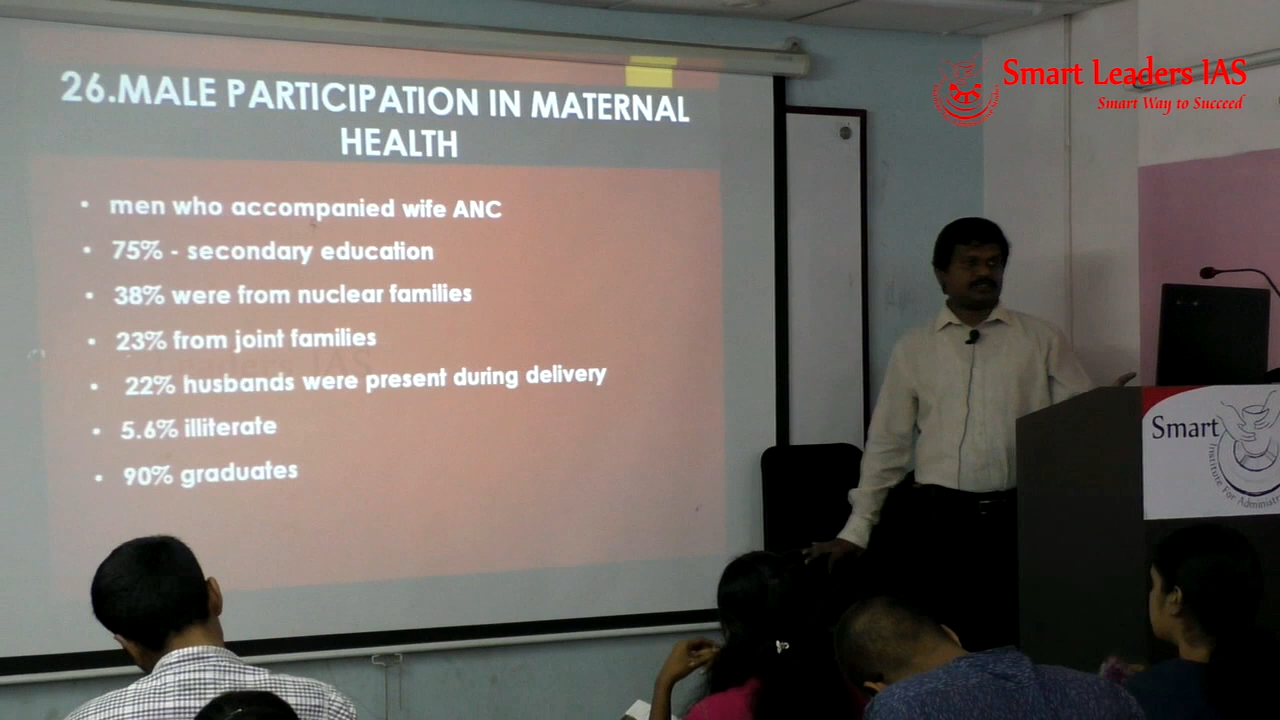 26.MALE PARTICIPATION IN MATERNAL
HEALTH
• men who accompanied wife ANC
• 75% - secondary education
• 38% were from nuclear families
• 23% from joint families
• 22% husbands were present during delivery
• 5.6% illiterate
• 90% graduates
Smart Leaders IAS
Smart Way to Succeed
Smart
Institute For